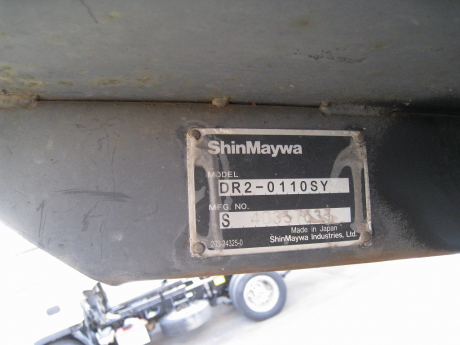 ShinMaywa
MODEL
DR2-0110SY
MFG. NO.
S
Made in Japan
ShinMaywa Industries, Ltd.